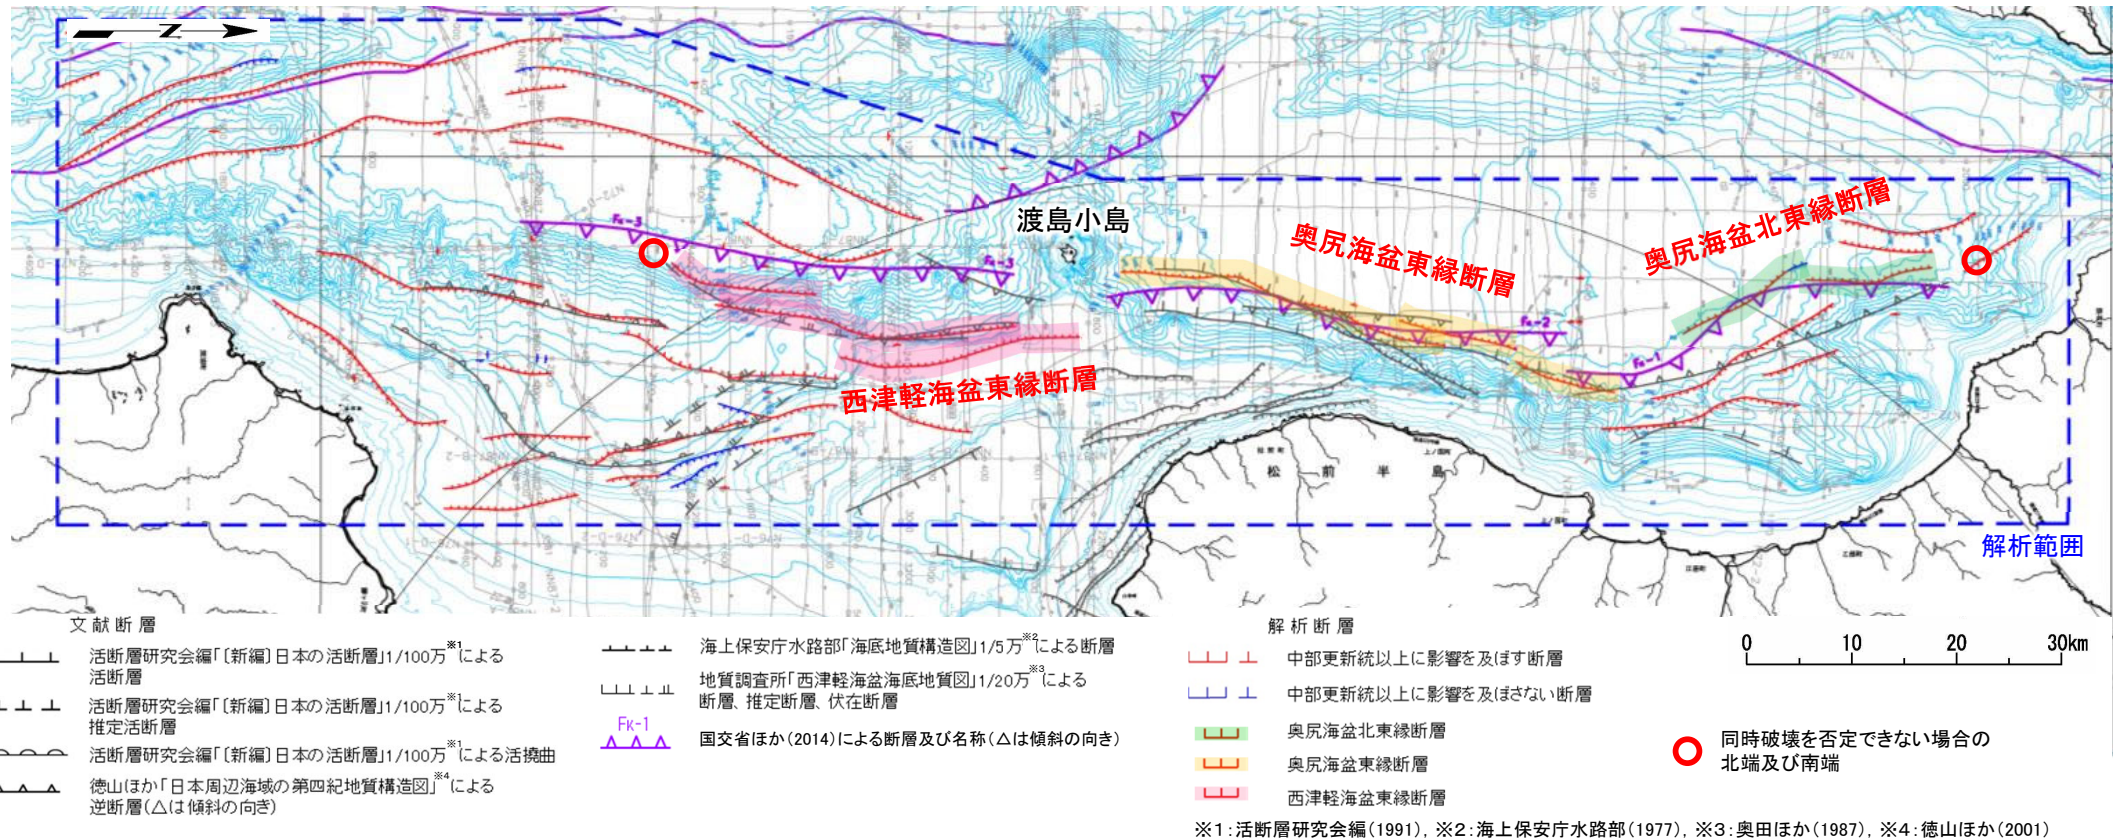 Z
渡島小島
奥尻海盆東縁断層
奥尻海盆北東縁断層
西津軽海盆東縁断層
FK-3
FK-3
FK-2
FK-1
松前半島
解析範囲
文献断層
活断層研究会編「〔新編〕日本の活断層」1/100万※1による
活断層
活断層研究会編「〔新編〕日本の活断層」1/100万※1による
推定活断層
活断層研究会編「〔新編〕日本の活断層」1/100万※1による活撓曲
徳山ほか「日本周辺海域の第四紀地質構造図」※4による
逆断層(△は傾斜の向き)
海上保安庁水路部「海底地質構造図」1/5万※2による断層
地質調査所「西津軽海盆海底地質図」1/20万※3による
断層、推定断層、伏在断層
FK-1
国交省ほか(2014)による断層及び名称(△は傾斜の向き)
解析断層
中部更新統以上に影響を及ぼす断層
中部更新統以上に影響を及ぼさない断層
奥尻海盆北東縁断層
奥尻海盆東縁断層
西津軽海盆東縁断層
0 10 20 30km
同時破壊を否定できない場合の
北端及び南端
※1:活断層研究会編(1991), ※2:海上保安庁水路部(1977), ※3:奥田ほか(1987), ※4:徳山ほか(2001)